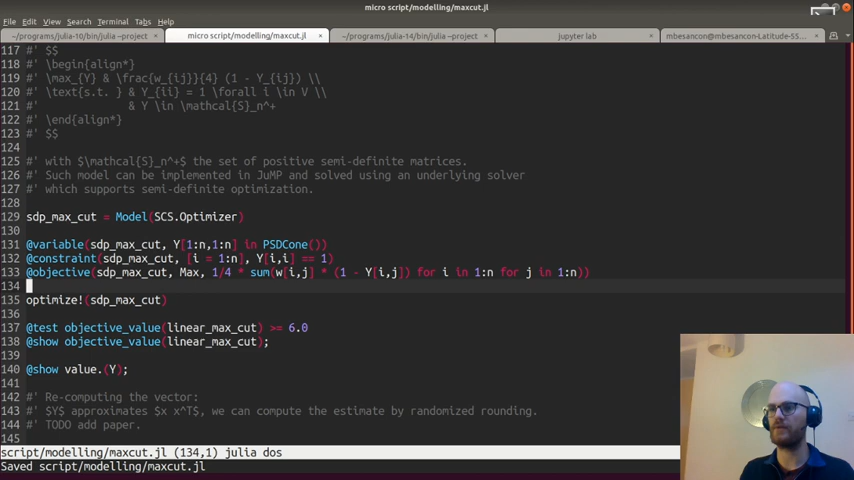 micro script/modelling/maxcut.jl
File Edit View Search Terminal Tabs Help
~/programs/julia-10/bin/julia --project × micro script/modelling/maxcut.jl × ~/programs/julia-14/bin/julia --project × jupyter lab × mbesancon@mbesancon-Latitude-55...
117 #' $$
118 #' \begin{align*}
119 #' \max_{Y} & \frac{w_{ij}}{4} (1 - Y_{ij}) \\
120 #' \text{s.t. } & Y_{ii} = 1 \forall i \in V \\
121 #' & Y \in \mathcal{S}_n^+
122 #' \end{align*}
123 #' $$
124
125 #' with $\mathcal{S}_n^+$ the set of positive semi-definite matrices.
126 #' Such model can be implemented in JuMP and solved using an underlying solver
127 #' which supports semi-definite optimization.
128
129 sdp_max_cut = Model(SCS.Optimizer)
130
131 @variable(sdp_max_cut, Y[1:n,1:n] in PSDCone())
132 @constraint(sdp_max_cut, [i = 1:n], Y[i,i] == 1)
133 @objective(sdp_max_cut, Max, 1/4 * sum(w[i,j] * (1 - Y[i,j]) for i in 1:n for j in 1:n))
134
135 optimize!(sdp_max_cut)
136
137 @test objective_value(linear_max_cut) >= 6.0
138 @show objective_value(linear_max_cut);
139
140 @show value.(Y);
141
142 #' Re-computing the vector:
143 #' $Y$ approximates $x x^T$, we can compute the estimate by randomized rounding.
144 #' TODO add paper.
145
script/modelling/maxcut.jl (134,1) julia dos
Saved script/modelling/maxcut.jl